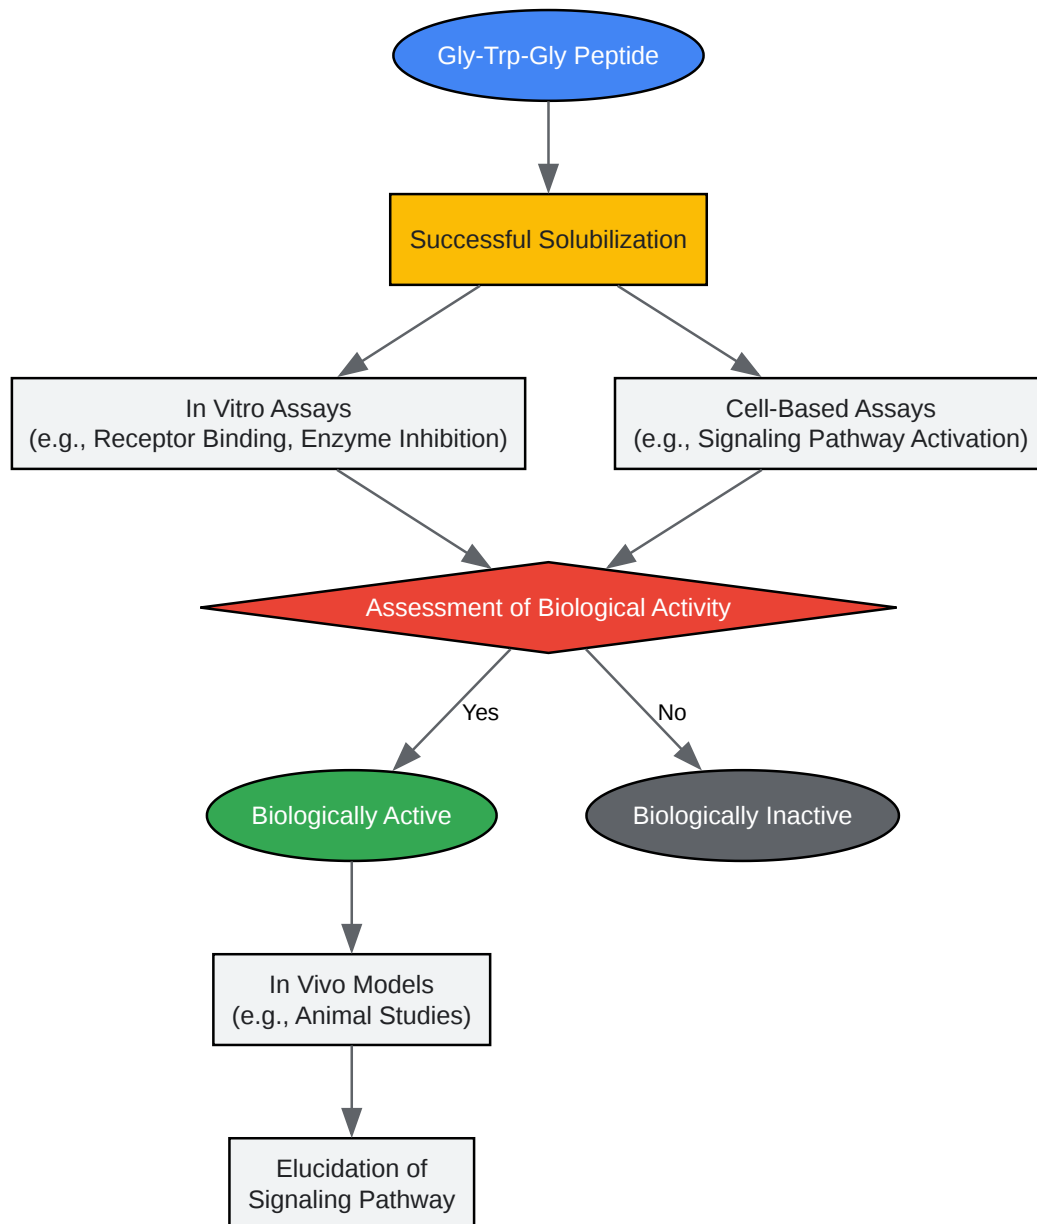 Gly-Trp-Gly Peptide
Successful Solubilization
In Vitro Assays
(e.g., Receptor Binding, Enzyme Inhibition)
Cell-Based Assays
(e.g., Signaling Pathway Activation)
Assessment of Biological Activity
Yes
No
Biologically Active
Biologically Inactive
In Vivo Models
(e.g., Animal Studies)
Elucidation of
Signaling Pathway